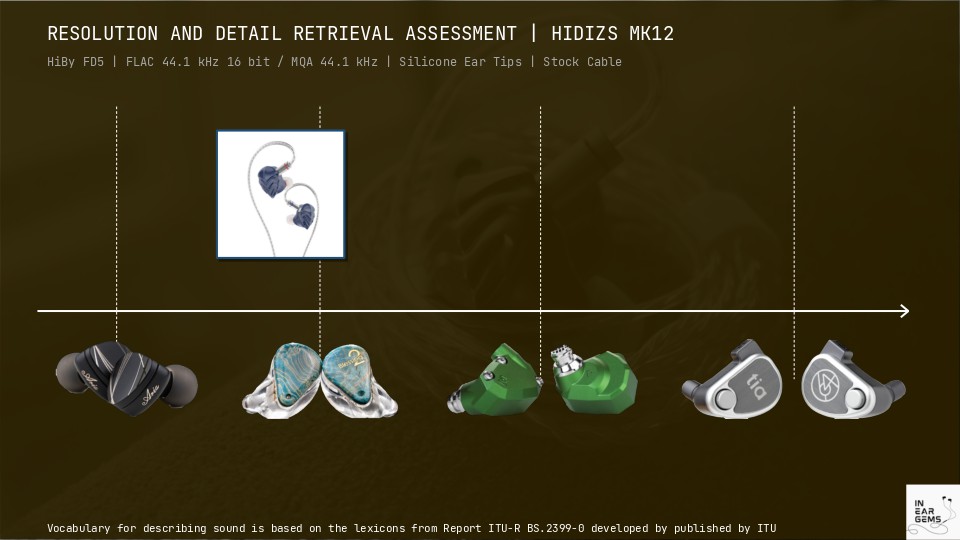 RESOLUTION AND DETAIL RETRIEVAL ASSESSMENT | HIDIZS MK12
HiBy FD5 | FLAC 44.1 kHz 16 bit / MQA 44.1 kHz | Silicone Ear Tips | Stock Cable
tia
Vocabulary for describing sound is based on the lexicons from Report ITU-R BS.2399-0 developed by published by ITU
IN
EAR
GEMS